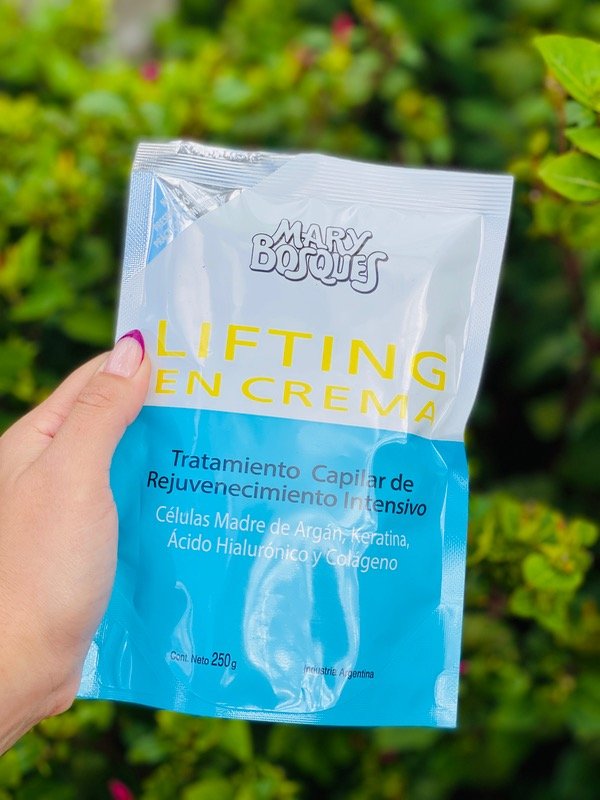 MARY
BOSQUES
LIFTING
EN CREMA
Tratamiento Capilar de
Rejuvenecimiento Intensivo
Células Madre de Argán, Keratina,
Ácido Hialurónico y Colágeno
Cont. Neto 250g
Industria Argentina